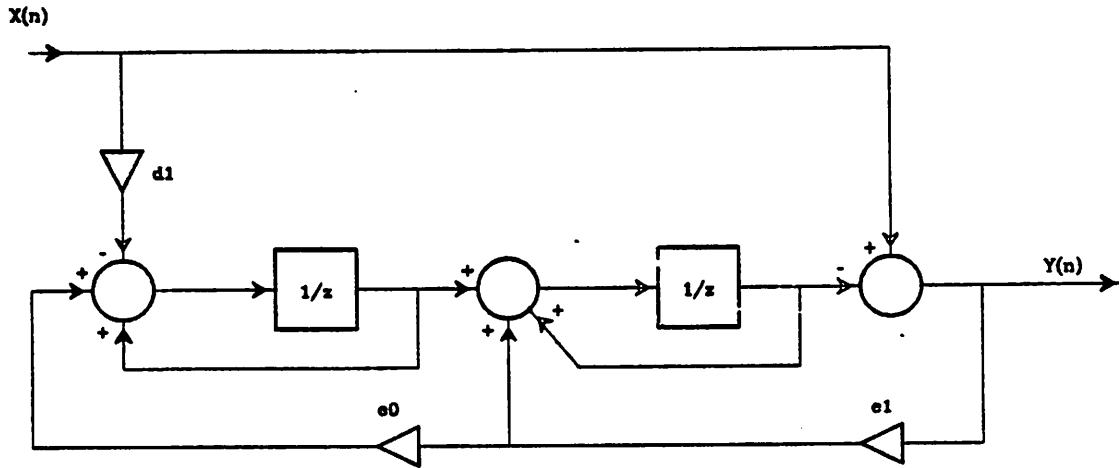 X(n)
d1
-
+
+
1/z
+
+
+
1/z
-
+
Y(n)
e0
e1